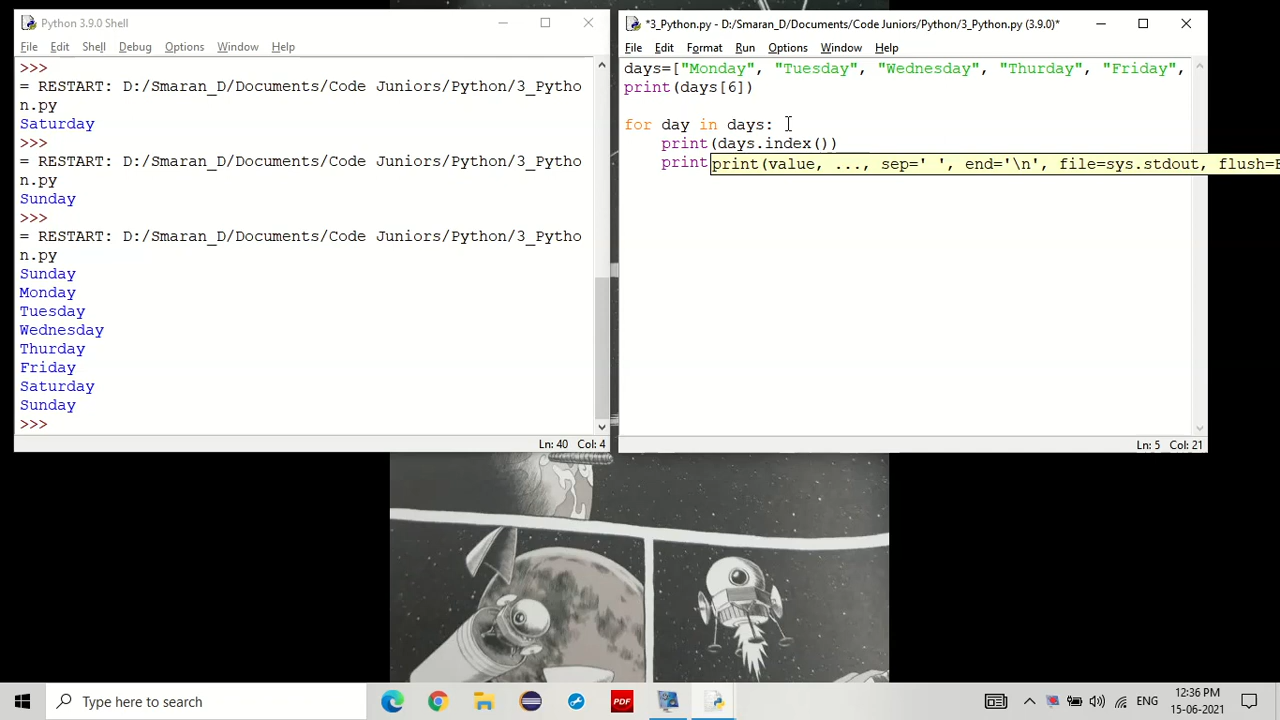 Python 3.9.0 Shell
File Edit Shell Debug Options Window Help
>>>
= RESTART: D:/Smaran_D/Documents/Code Juniors/Python/3_Pytho
n.py
Saturday
>>>
= RESTART: D:/Smaran_D/Documents/Code Juniors/Python/3_Pytho
n.py
Sunday
>>>
= RESTART: D:/Smaran_D/Documents/Code Juniors/Python/3_Pytho
n.py
Sunday
Monday
Tuesday
Wednesday
Thurday
Friday
Saturday
Sunday
>>>
Ln: 40 Col: 4
*3_Python.py - D:/Smaran_D/Documents/Code Juniors/Python/3_Python.py (3.9.0)*
File Edit Format Run Options Window Help
days=["Monday", "Tuesday", "Wednesday", "Thurday", "Friday",
print(days[6])
for day in days:
print(days.index())
print
print(value, ..., sep=' ', end='\n', file=sys.stdout, flush=
Ln: 5 Col: 21
Type here to search
PDF
ENG
12:36 PM
15-06-2021